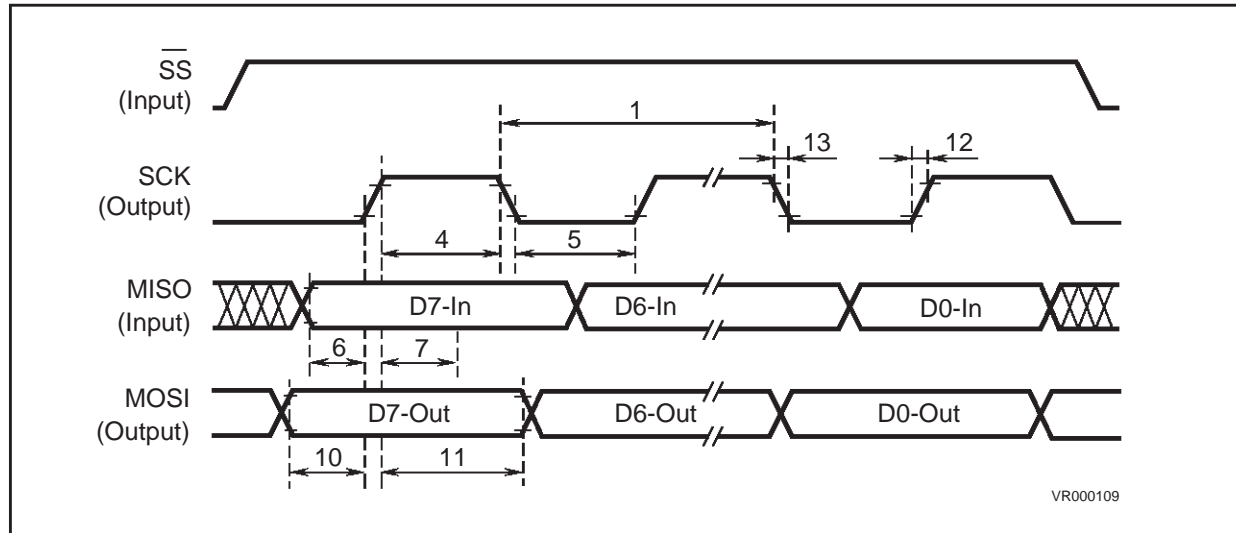 SS
(Input)
1
13
12
SCK
(Output)
4
5
MISO
(Input)
D7-In
D6-In
D0-In
6
7
MOSI
(Output)
D7-Out
D6-Out
D0-Out
10
11
VR000109